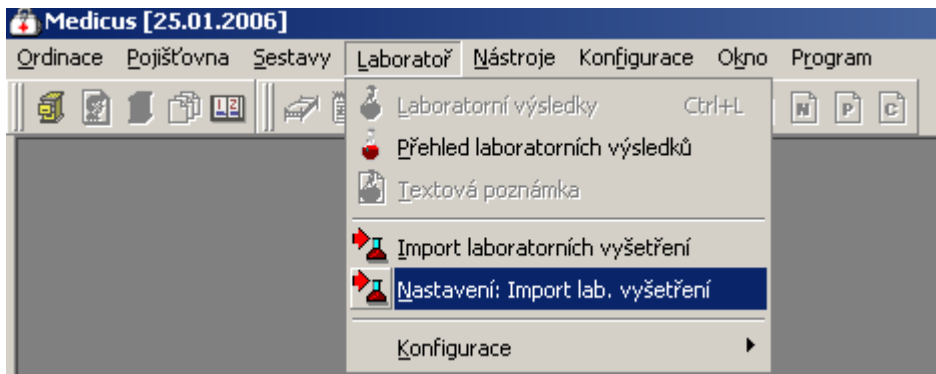 Medicus [25.01.2006]
Ordinace Pojišťovna Sestavy Laboratoř Nástroje Konfigurace Okno Program
Laboratorní výsledky Ctrl+L
N P C
Přehled laboratorních výsledků
Textová poznámka
Import laboratorních vyšetření
Nastavení: Import lab. vyšetření
Konfigurace